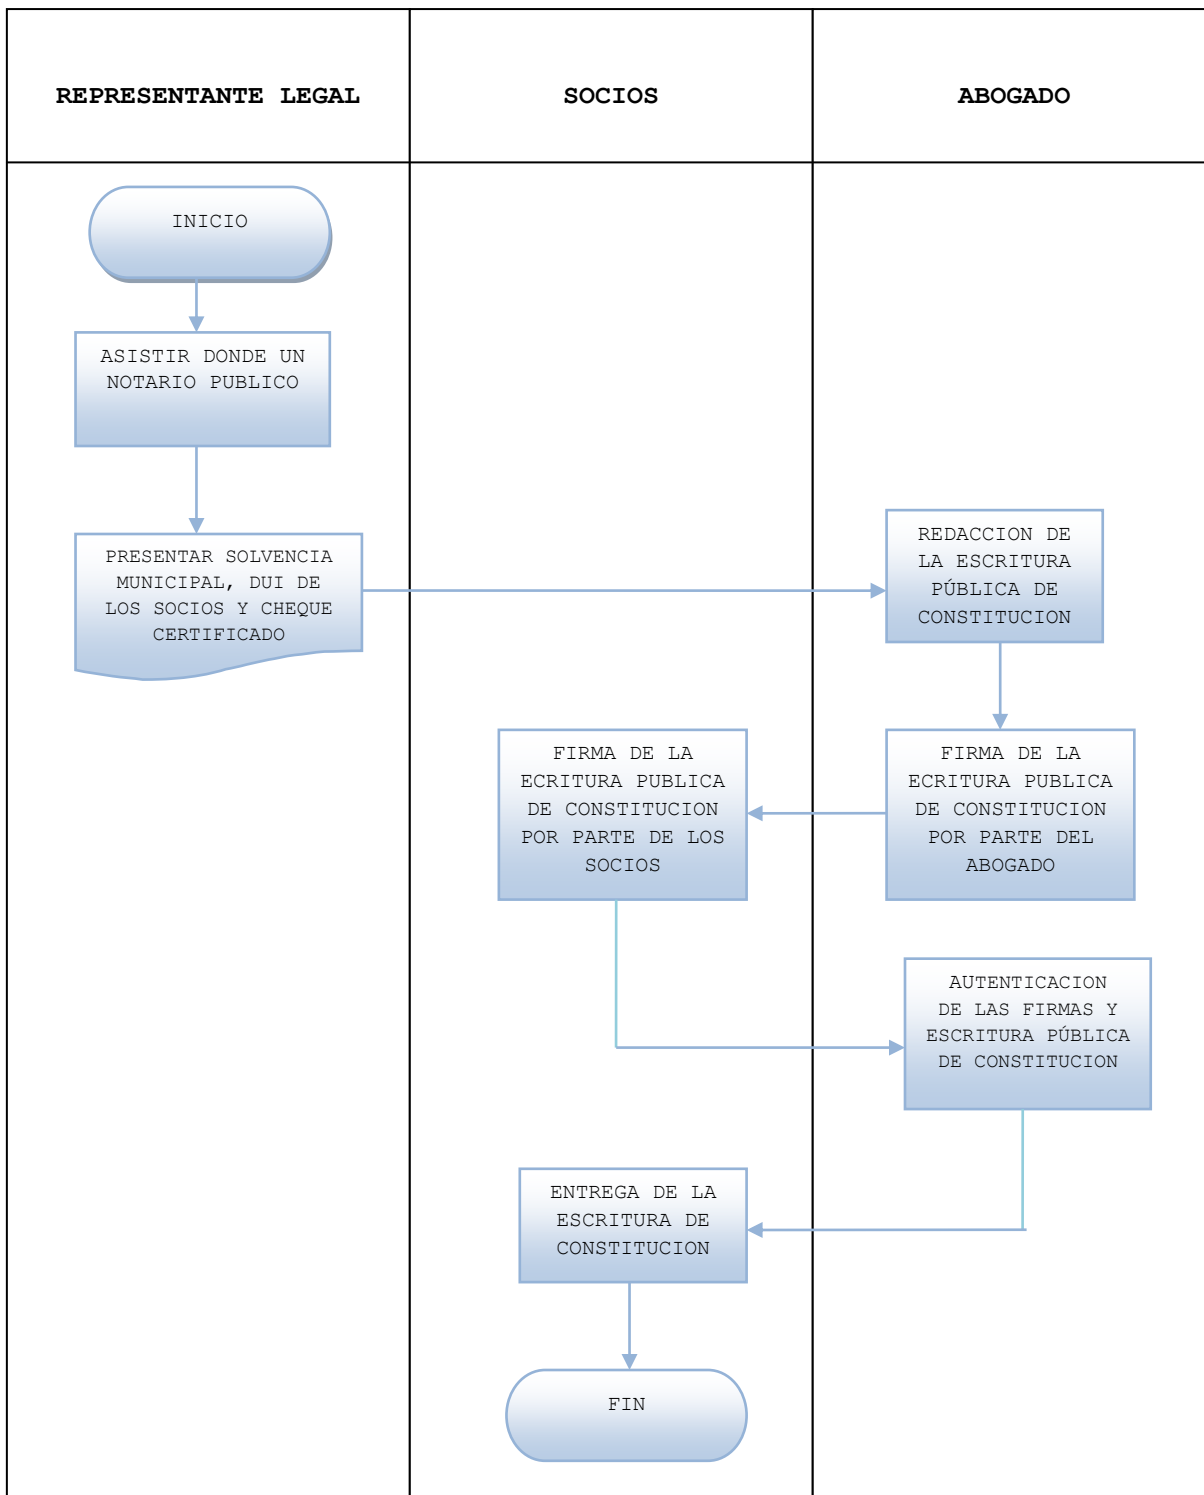 REPRESENTANTE LEGAL
SOCIOS
ABOGADO
INICIO
ASISTIR DONDE UN
NOTARIO PUBLICO
PRESENTAR SOLVENCIA
MUNICIPAL, DUI DE
LOS SOCIOS Y CHEQUE
CERTIFICADO
REDACCION DE
LA ESCRITURA
PÚBLICA DE
CONSTITUCION
FIRMA DE LA
ECRITURA PUBLICA
DE CONSTITUCION
POR PARTE DEL
ABOGADO
FIRMA DE LA
ECRITURA PUBLICA
DE CONSTITUCION
POR PARTE DE LOS
SOCIOS
AUTENTICACION
DE LAS FIRMAS Y
ESCRITURA PÚBLICA
DE CONSTITUCION
ENTREGA DE LA
ESCRITURA DE
CONSTITUCION
FIN